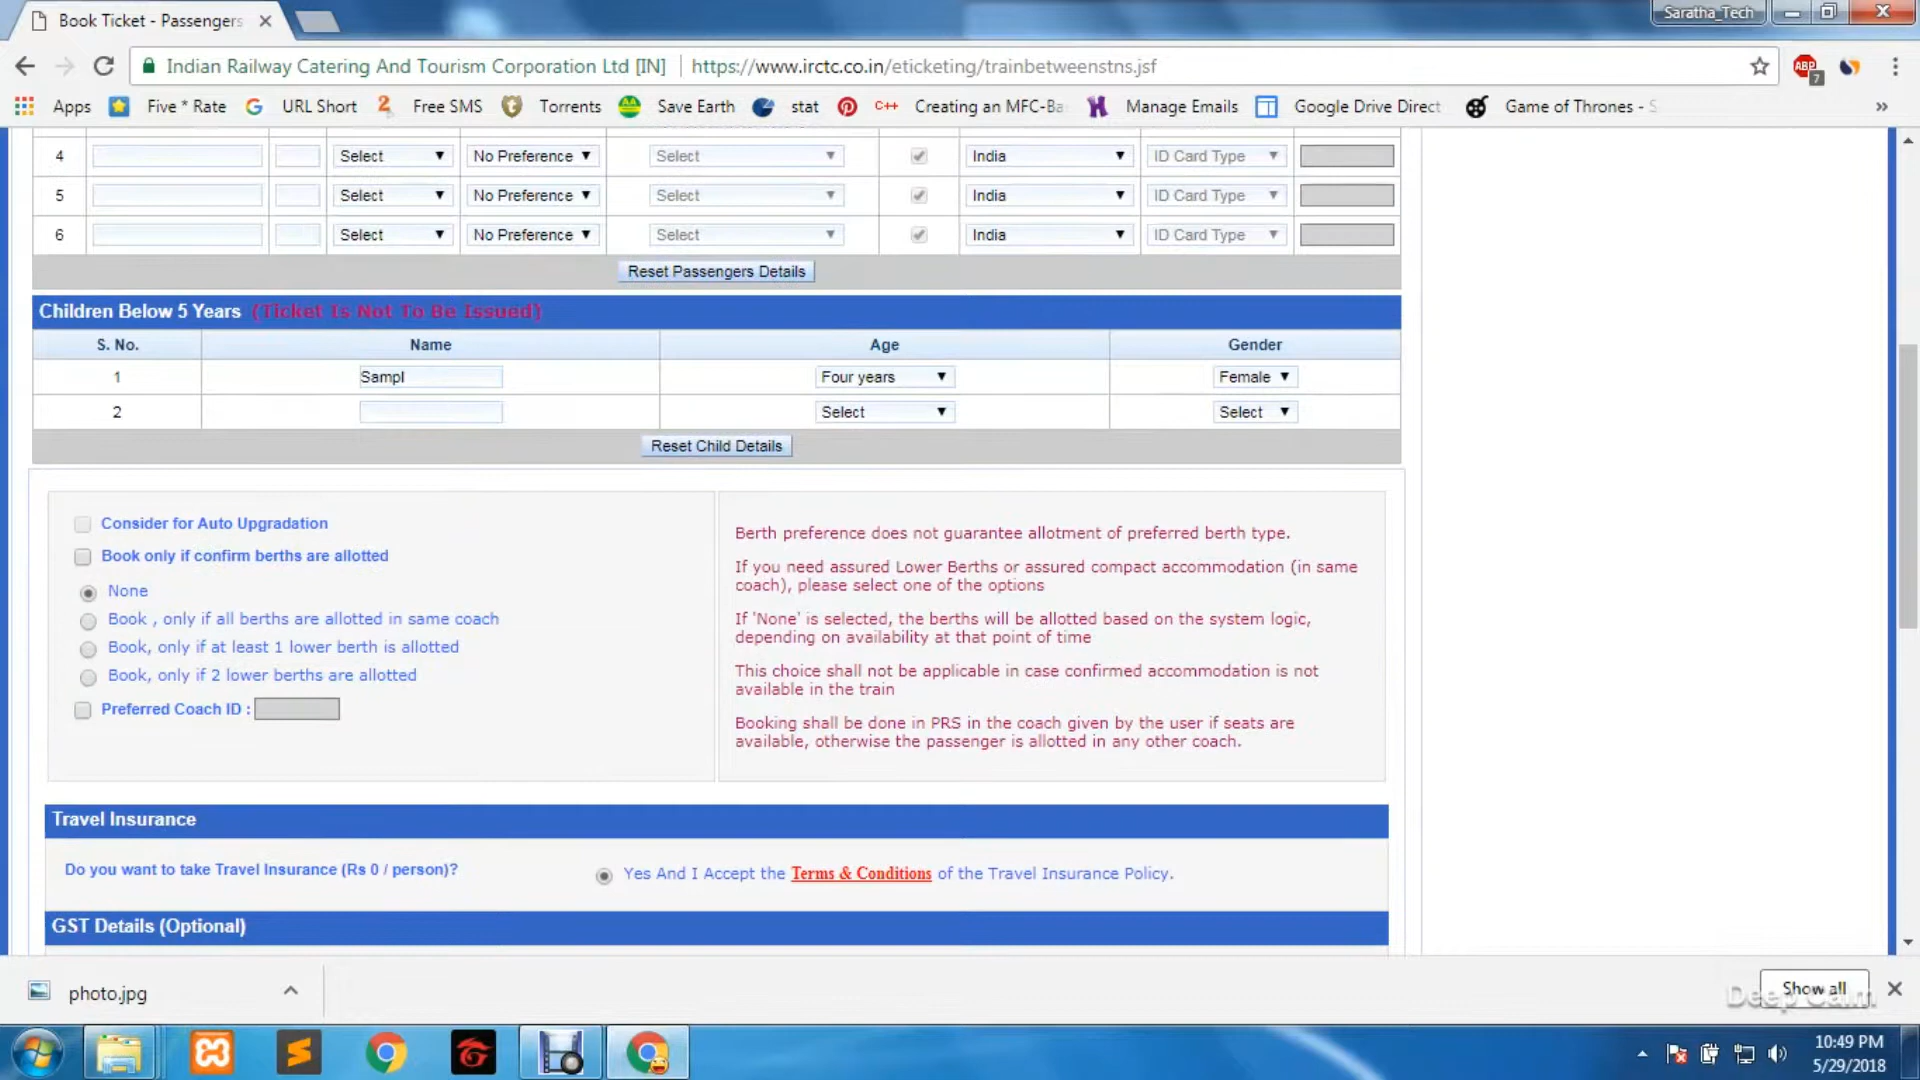 Book Ticket - Passengers
Saratha_Tech
Indian Railway Catering And Tourism Corporation Ltd [IN] https://www.irctc.co.in/eticketing/trainbetweenstns.jsf
ABP
7
Apps Five * Rate URL Short Free SMS Torrents Save Earth stat C++ Creating an MFC-Ba Manage Emails Google Drive Direct Game of Thrones - S »
4 Select No Preference Select India ID Card Type
5 Select No Preference Select India ID Card Type
6 Select No Preference Select India ID Card Type
Reset Passengers Details
Children Below 5 Years (Ticket Is Not To Be Issued)
S. No. Name Age Gender
1 Sampl Four years Female
2 Select Select
Reset Child Details
Consider for Auto Upgradation
Book only if confirm berths are allotted
None
Book , only if all berths are allotted in same coach
Book, only if at least 1 lower berth is allotted
Book, only if 2 lower berths are allotted
Preferred Coach ID :
Berth preference does not guarantee allotment of preferred berth type.
If you need assured Lower Berths or assured compact accommodation (in same
coach), please select one of the options
If 'None' is selected, the berths will be allotted based on the system logic,
depending on availability at that point of time
This choice shall not be applicable in case confirmed accommodation is not
available in the train
Booking shall be done in PRS in the coach given by the user if seats are
available, otherwise the passenger is allotted in any other coach.
Travel Insurance
Do you want to take Travel Insurance (Rs 0 / person)? Yes And I Accept the Terms & Conditions of the Travel Insurance Policy.
GST Details (Optional)
photo.jpg
Show all
Deep Calm
10:49 PM
5/29/2018